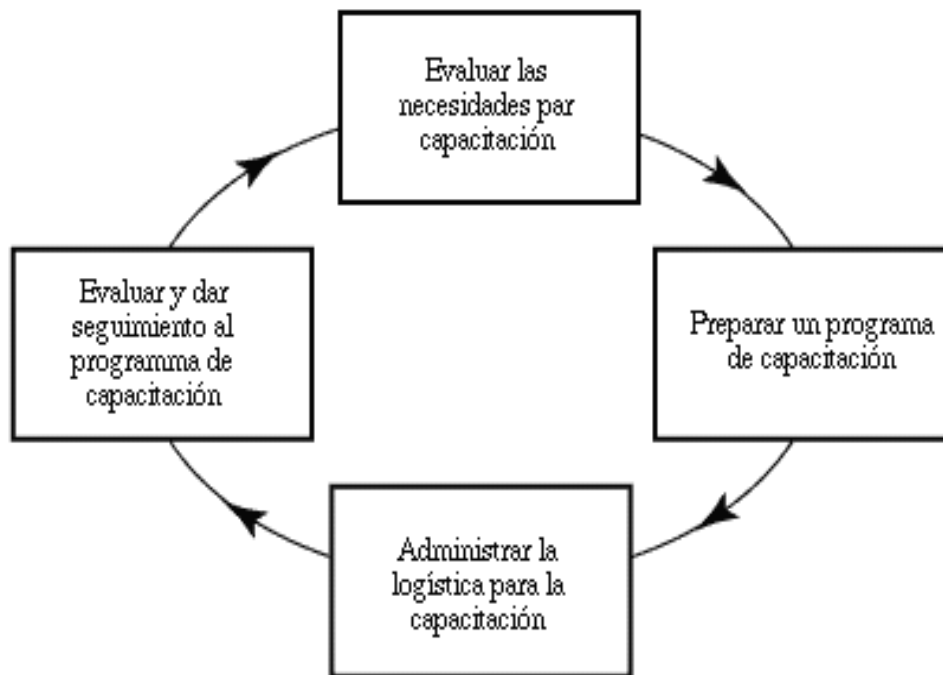 Evaluar las
necesidades par
capacitación
Preparar un programa
de capacitación
Administrar la
logística para la
capacitación
Evaluar y dar
seguimiento al
programma de
capacitación